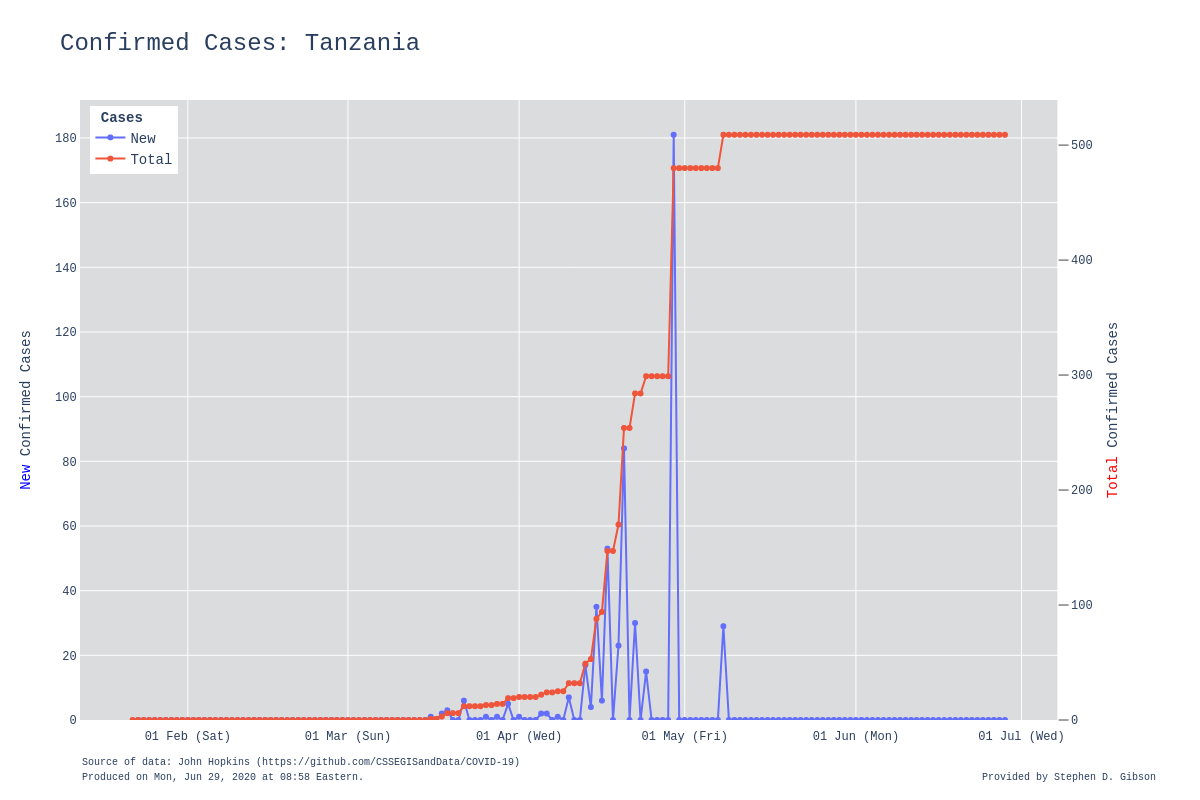 Confirmed Cases: Tanzania
Cases
New
Total
180
160
140
120
100
80
60
40
20
0
500
400
300
200
100
0
New Confirmed Cases
Total Confirmed Cases
01 Feb (Sat)
01 Mar (Sun)
01 Apr (Wed)
01 May (Fri)
01 Jun (Mon)
01 Jul (Wed)
Source of data: John Hopkins (https://github.com/CSSEGISandData/COVID-19)
Produced on Mon, Jun 29, 2020 at 08:58 Eastern.
Provided by Stephen D. Gibson